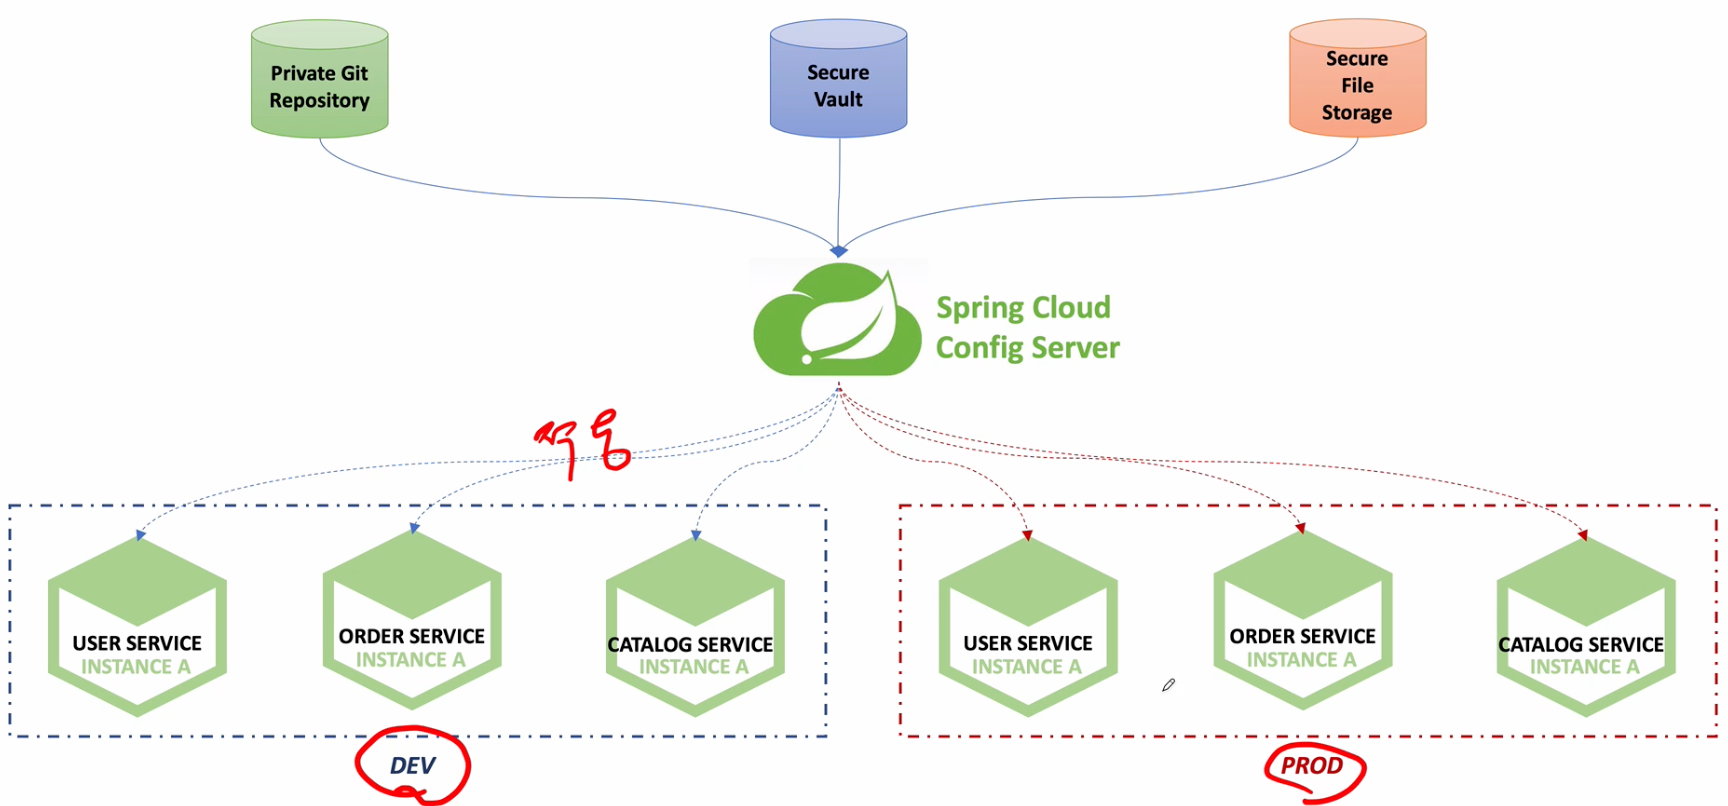 Private Git
Repository
Secure
Vault
Secure
File
Storage
Spring Cloud
Config Server
USER SERVICE
INSTANCE A
ORDER SERVICE
INSTANCE A
CATALOG SERVICE
INSTANCE A
USER SERVICE
INSTANCE A
ORDER SERVICE
INSTANCE A
CATALOG SERVICE
INSTANCE A
DEV
PROD